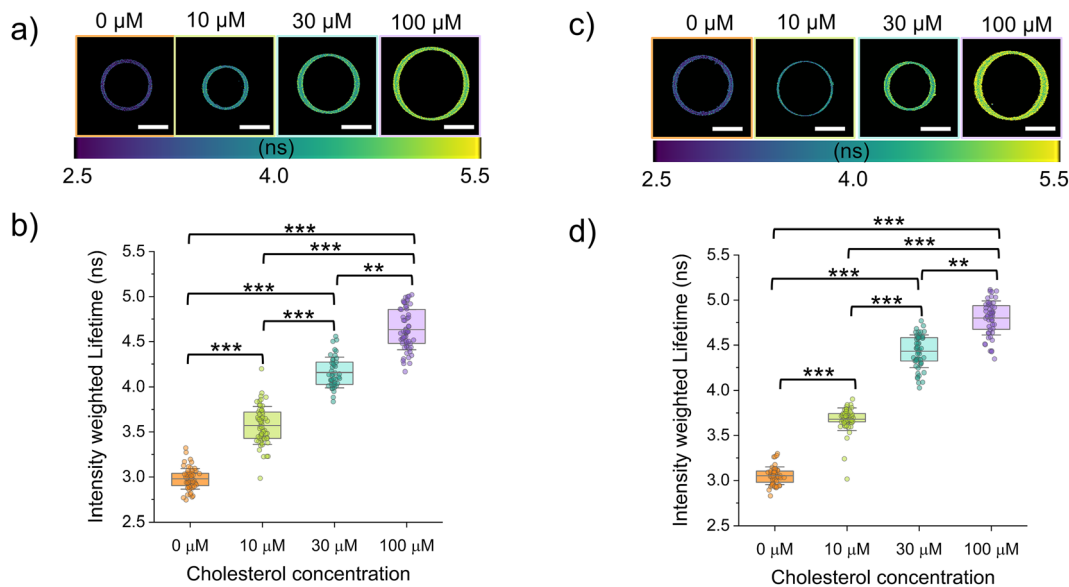 a)
0 µM 10 µM 30 µM 100 µM
(ns)
2.5 4.0 5.5
b)
Intensity weighted Lifetime (ns)
5.5
5.0
4.5
4.0
3.5
3.0
2.5
***
***
***
**
***
***
0 µM 10 µM 30 µM 100 µM
Cholesterol concentration
c)
0 µM 10 µM 30 µM 100 µM
(ns)
2.5 4.0 5.5
d)
Intensity weighted Lifetime (ns)
5.5
5.0
4.5
4.0
3.5
3.0
2.5
***
***
***
**
***
***
0 µM 10 µM 30 µM 100 µM
Cholesterol concentration